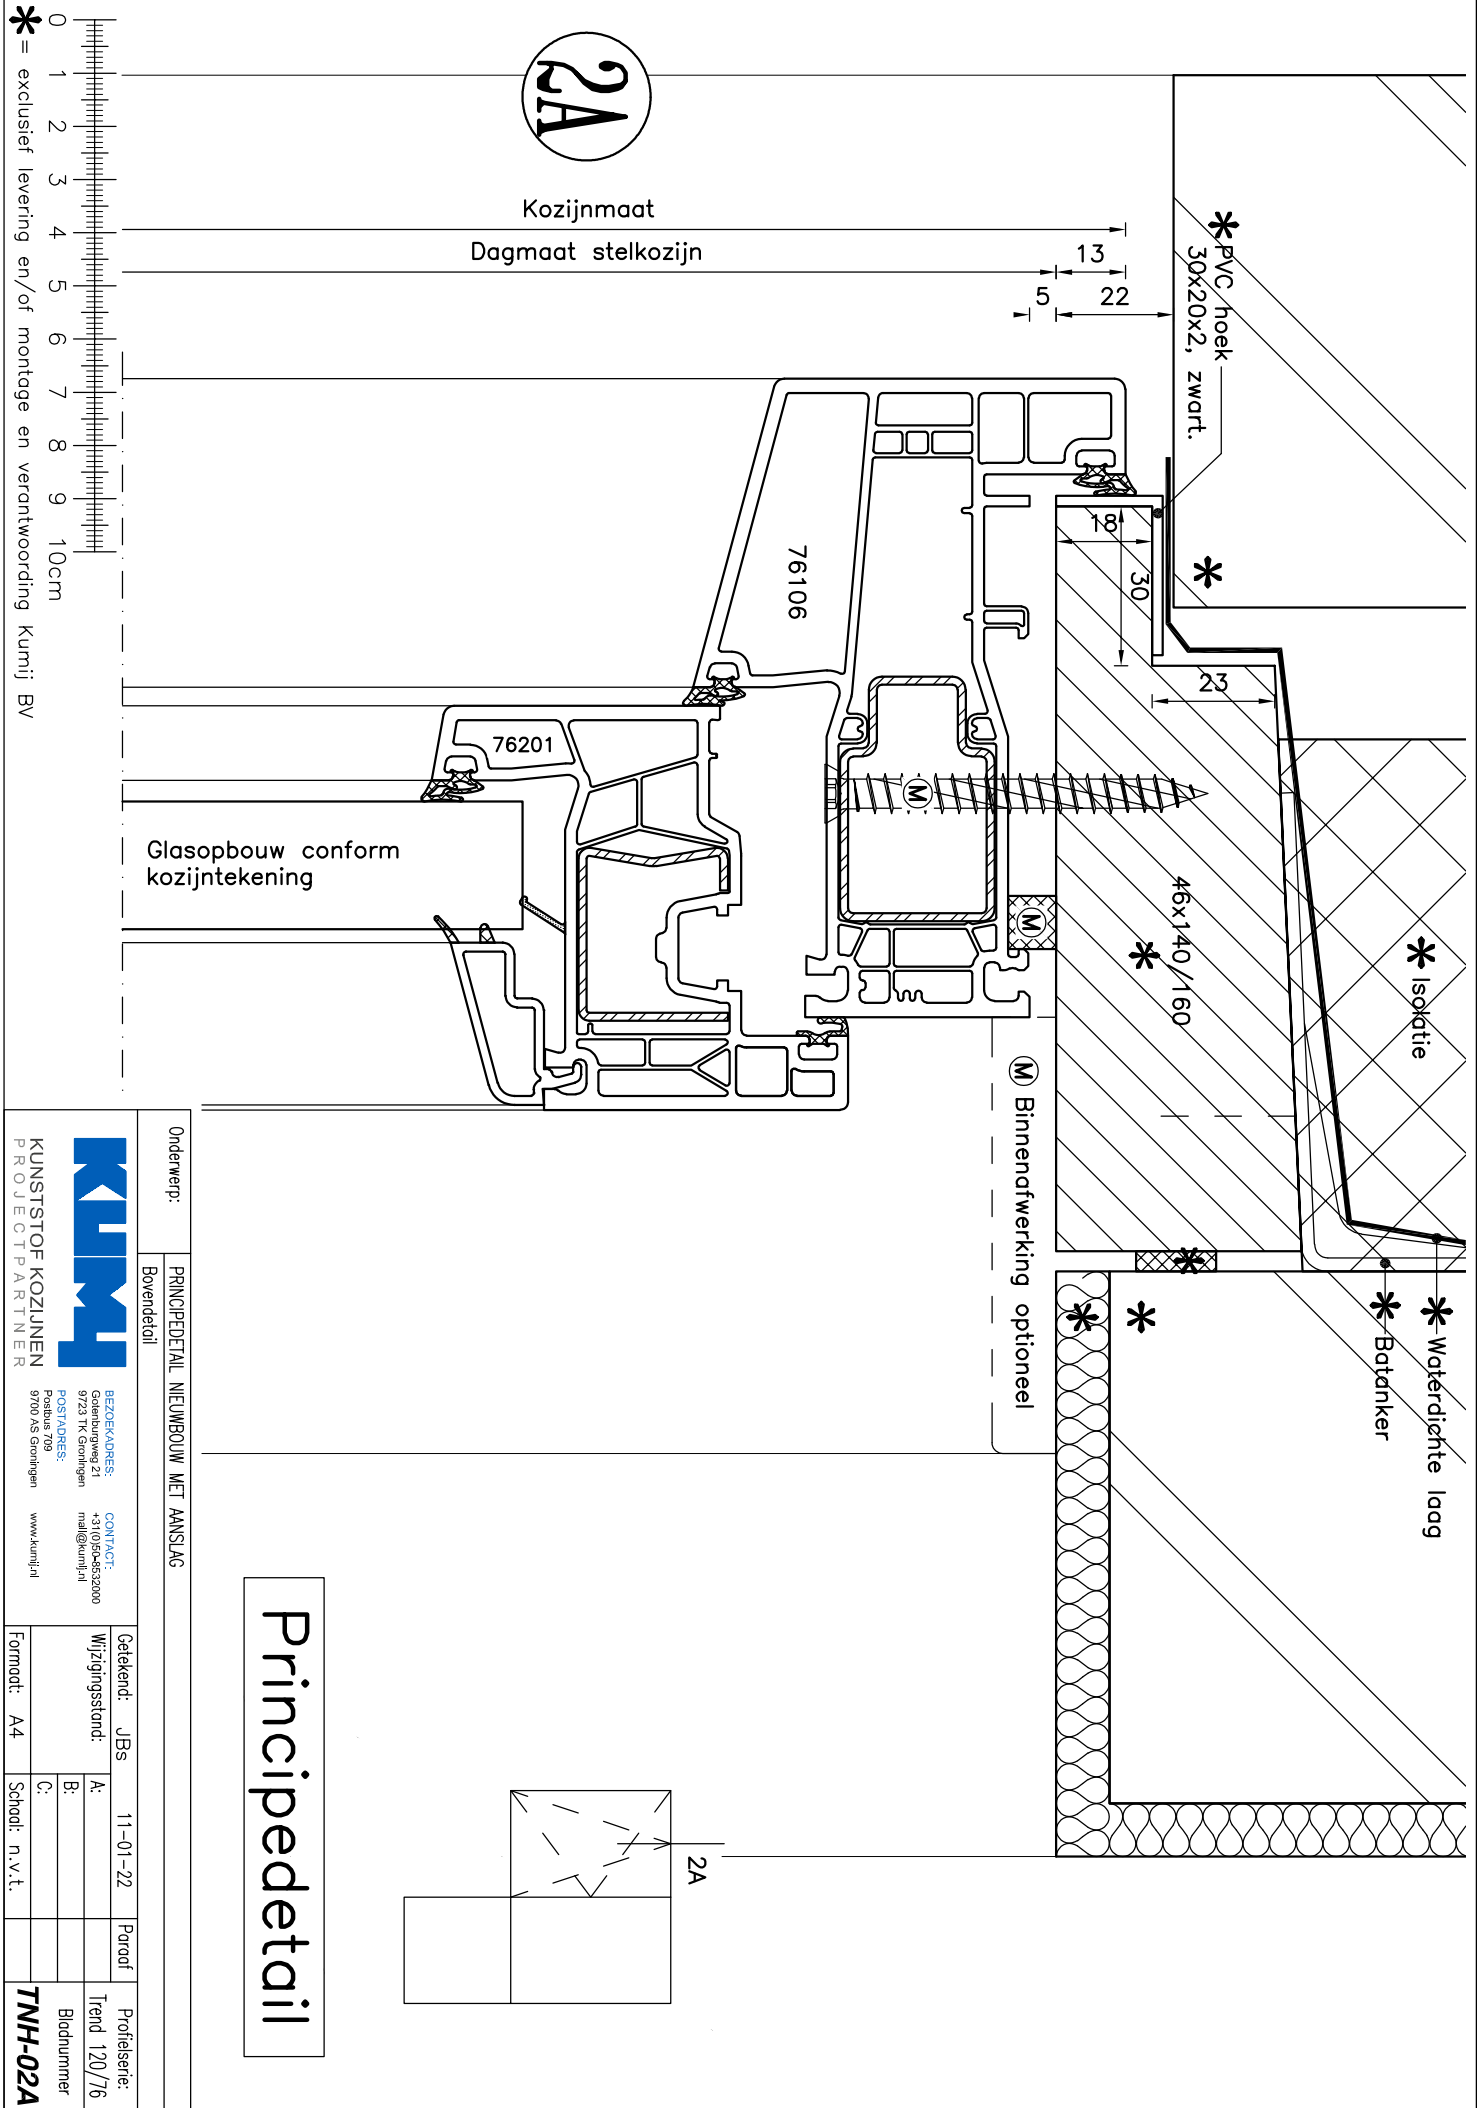 2A
Kozijnmaat
Dagmaat stelkozijn
13
5
22
PVC hoek
30x20x2, zwart.
18
30
23
76106
76201
M
M
46x140/160
Isolatie
Glasopbouw conform
kozijntekening
M Binnenafwerking optioneel
Waterdichte laag
Batanker
0 1 2 3 4 5 6 7 8 9 10cm
* = exclusief levering en/of montage en verantwoording Kumij BV
Principedetail
2A
Onderwerp:
PRINCIPEDETAIL NIEUWBOUW MET AANSLAG
Bovendetail
KUMIJ
KUNSTSTOF KOZIJNEN
PROJECTPARTNER
BEZOEKADRES:
Gotenburgweg 21
9723 TK Groningen
POSTADRES:
Postbus 709
9700 AS Groningen
CONTACT:
+31(0)50-8532000
mail@kumij.nl
www.kumij.nl
Getekend: JBs 11-01-22 Paraaf
Wijzigingsstand: A:
B:
C:
Formaat: A4 Schaal: n.v.t.
Profielserie:
Trend 120/76
Bladnummer
TNH-02A